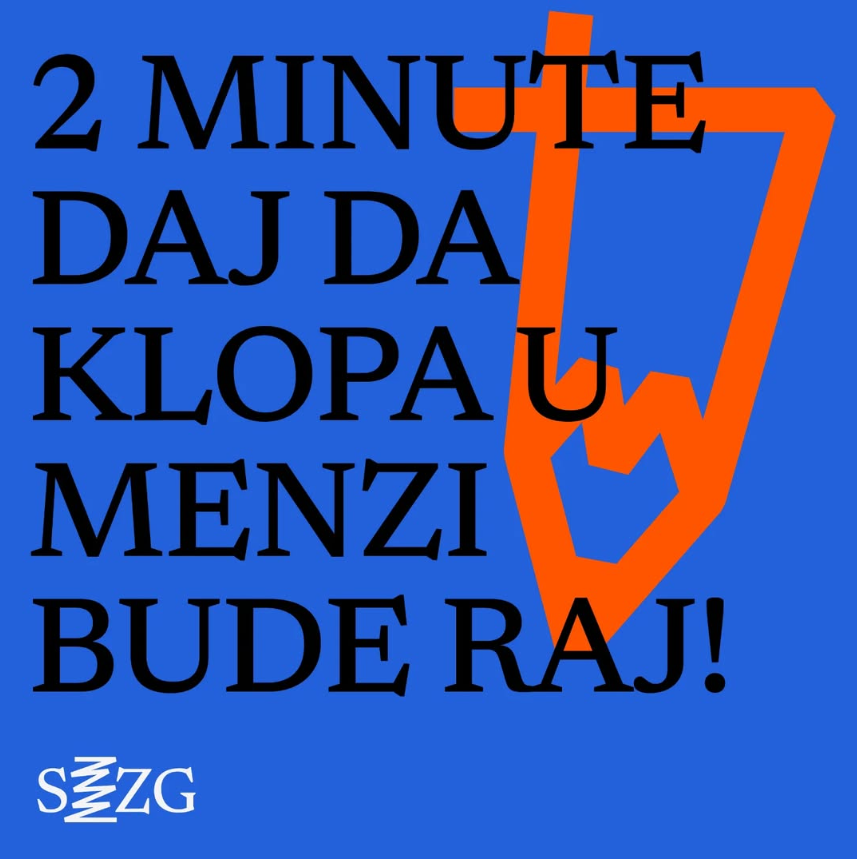 2 MINUTE
DAJ DA
KLOPA U
MENZI
BUDE RAJ!
SZZG